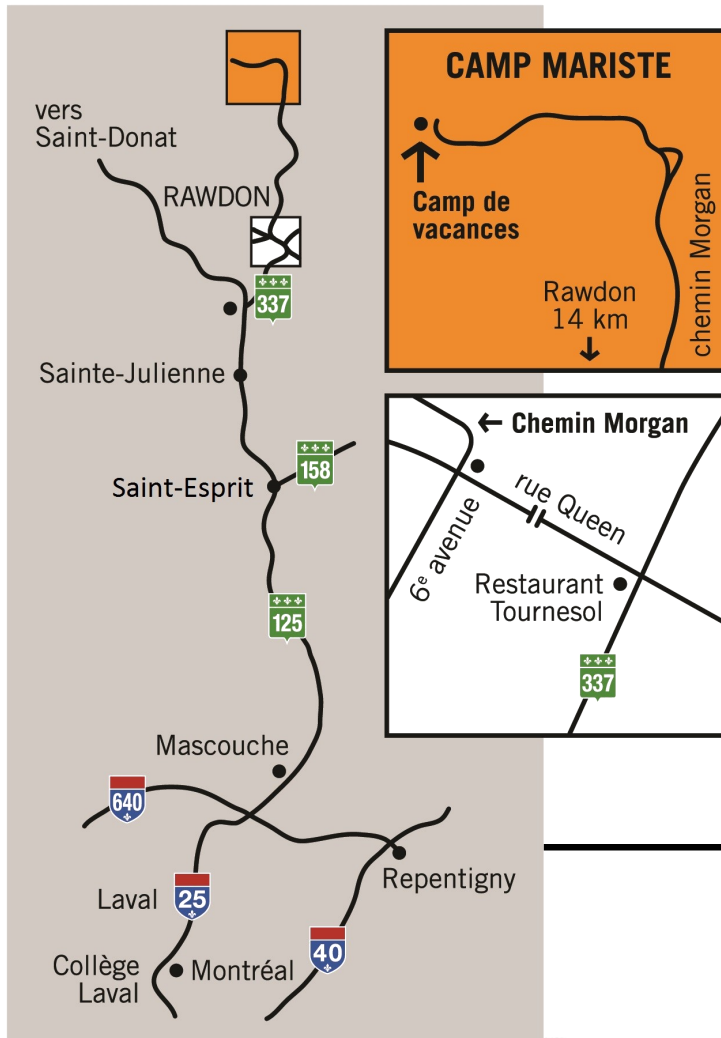 vers
Saint-Donat
RAWDON
337
Sainte-Julienne
158
Saint-Esprit
125
Mascouche
640
Repentigny
Laval
25
40
Collège
Laval
Montréal
CAMP MARISTE
Camp de
vacances
Rawdon
14 km
chemin Morgan
← Chemin Morgan
rue Queen
6e avenue
Restaurant
Tournesol
337